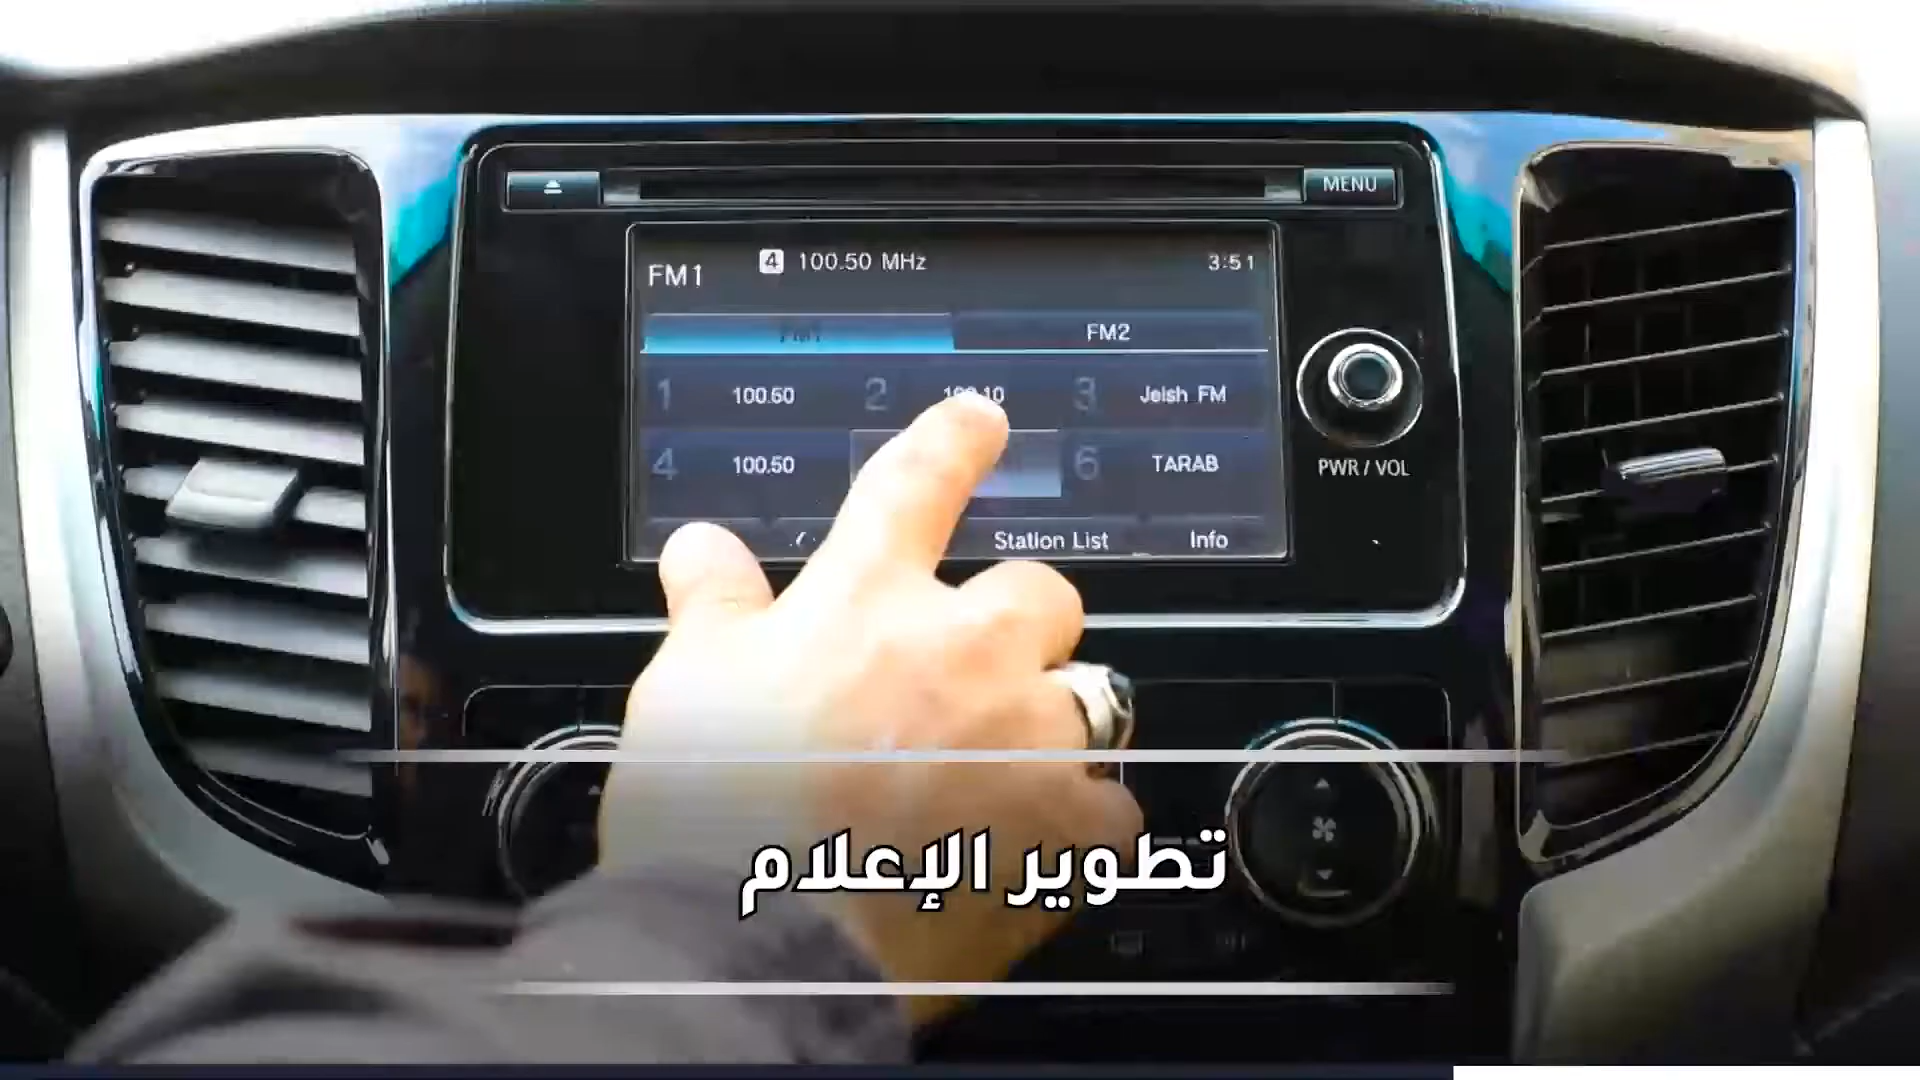 MENU
4 100.50 MHz
3:51
FM1
FM1 FM2
1 100.50 2 3 Jeish FM
4 100.50 6 TARAB
Station List Info
PWR / VOL
تطوير الإعلام